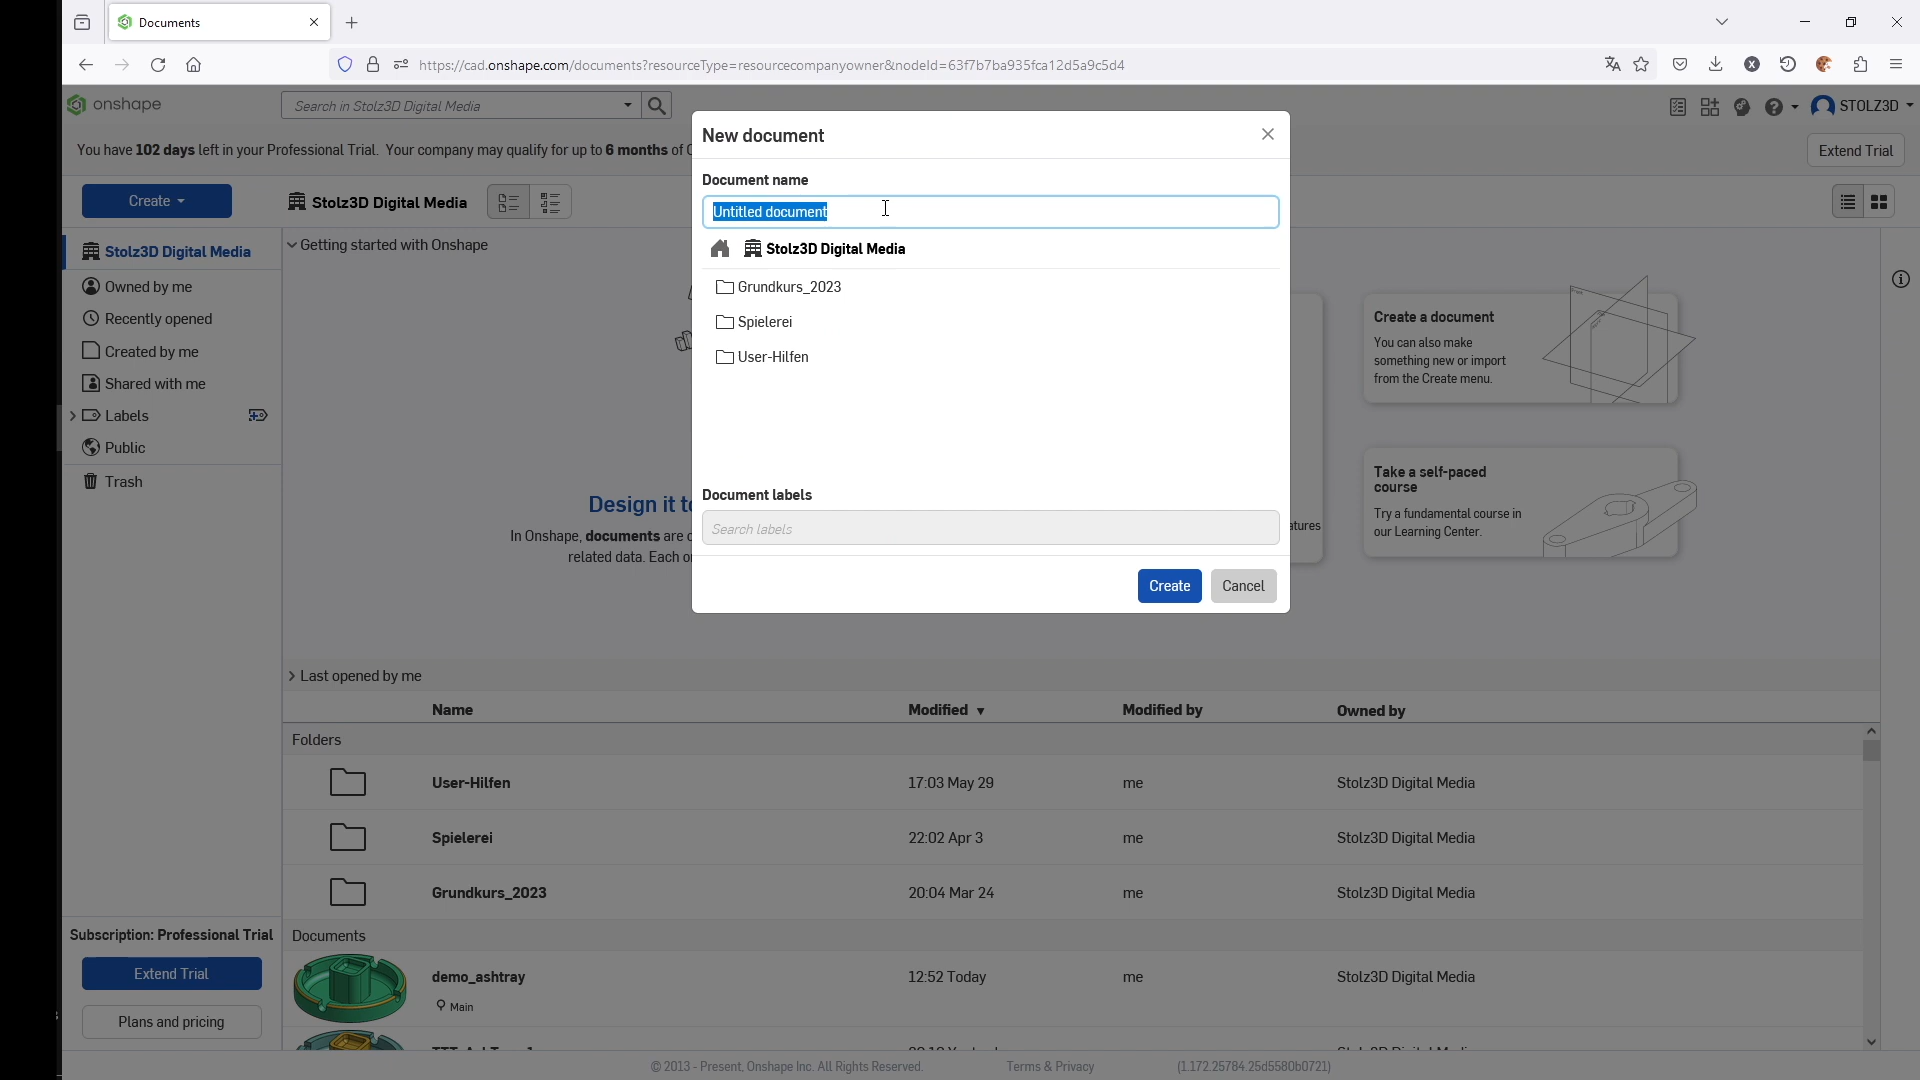 Documents
https://cad.onshape.com/documents?resourceType=resourcecompanyowner&nodeId=63f7b7ba935fca12d5a9c5d4
onshape
Search in Stolz3D Digital Media
STOLZ3D
You have 102 days left in your Professional Trial. Your company may qualify for up to 6 months of
Extend Trial
Create
Stolz3D Digital Media
Stolz3D Digital Media
Owned by me
Recently opened
Created by me
Shared with me
Labels
Public
Trash
Getting started with Onshape
Design it
In Onshape, documents are
related data. Each
Create a document
You can also make
something new or import
from the Create menu.
Take a self-paced
course
Try a fundamental course in
our Learning Center.
New document
Document name
Untitled document
Stolz3D Digital Media
Grundkurs_2023
Spielerei
User-Hilfen
Document labels
Search labels
Create
Cancel
Last opened by me
Name
Modified
Modified by
Owned by
Folders
User-Hilfen
17:03 May 29
me
Stolz3D Digital Media
Spielerei
22:02 Apr 3
me
Stolz3D Digital Media
Grundkurs_2023
20:04 Mar 24
me
Stolz3D Digital Media
Documents
demo_ashtray
12:52 Today
me
Stolz3D Digital Media
Main
Subscription: Professional Trial
Extend Trial
Plans and pricing
© 2013 - Present, Onshape Inc. All Rights Reserved.
Terms & Privacy
(1.172.25784.25d5580b0721)